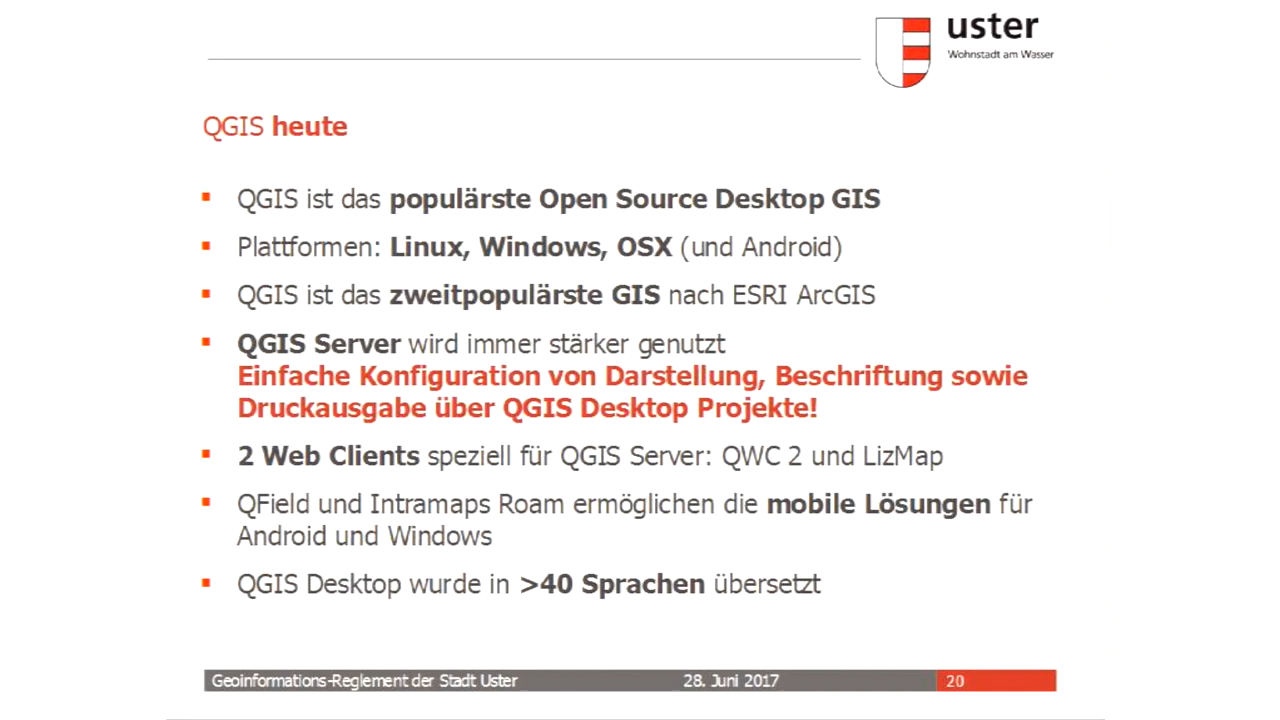 uster
Wohnstadt am Wasser
QGIS heute
QGIS ist das populärste Open Source Desktop GIS
Plattformen: Linux, Windows, OSX (und Android)
QGIS ist das zweitpopulärste GIS nach ESRI ArcGIS
QGIS Server wird immer stärker genutzt
Einfache Konfiguration von Darstellung, Beschriftung sowie
Druckausgabe über QGIS Desktop Projekte!
2 Web Clients speziell für QGIS Server: QWC 2 und LizMap
QField und Intramaps Roam ermöglichen die mobile Lösungen für
Android und Windows
QGIS Desktop wurde in >40 Sprachen übersetzt
Geoinformations-Reglement der Stadt Uster 28. Juni 2017 20